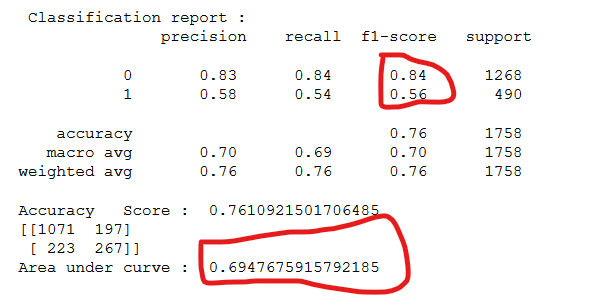 Classification report :
precision recall f1-score support
0 0.83 0.84 0.84 1268
1 0.58 0.54 0.56 490
accuracy 0.76 1758
macro avg 0.70 0.69 0.70 1758
weighted avg 0.76 0.76 0.76 1758
Accuracy Score : 0.7610921501706485
[[1071 197]
[ 223 267]]
Area under curve : 0.6947675915792185